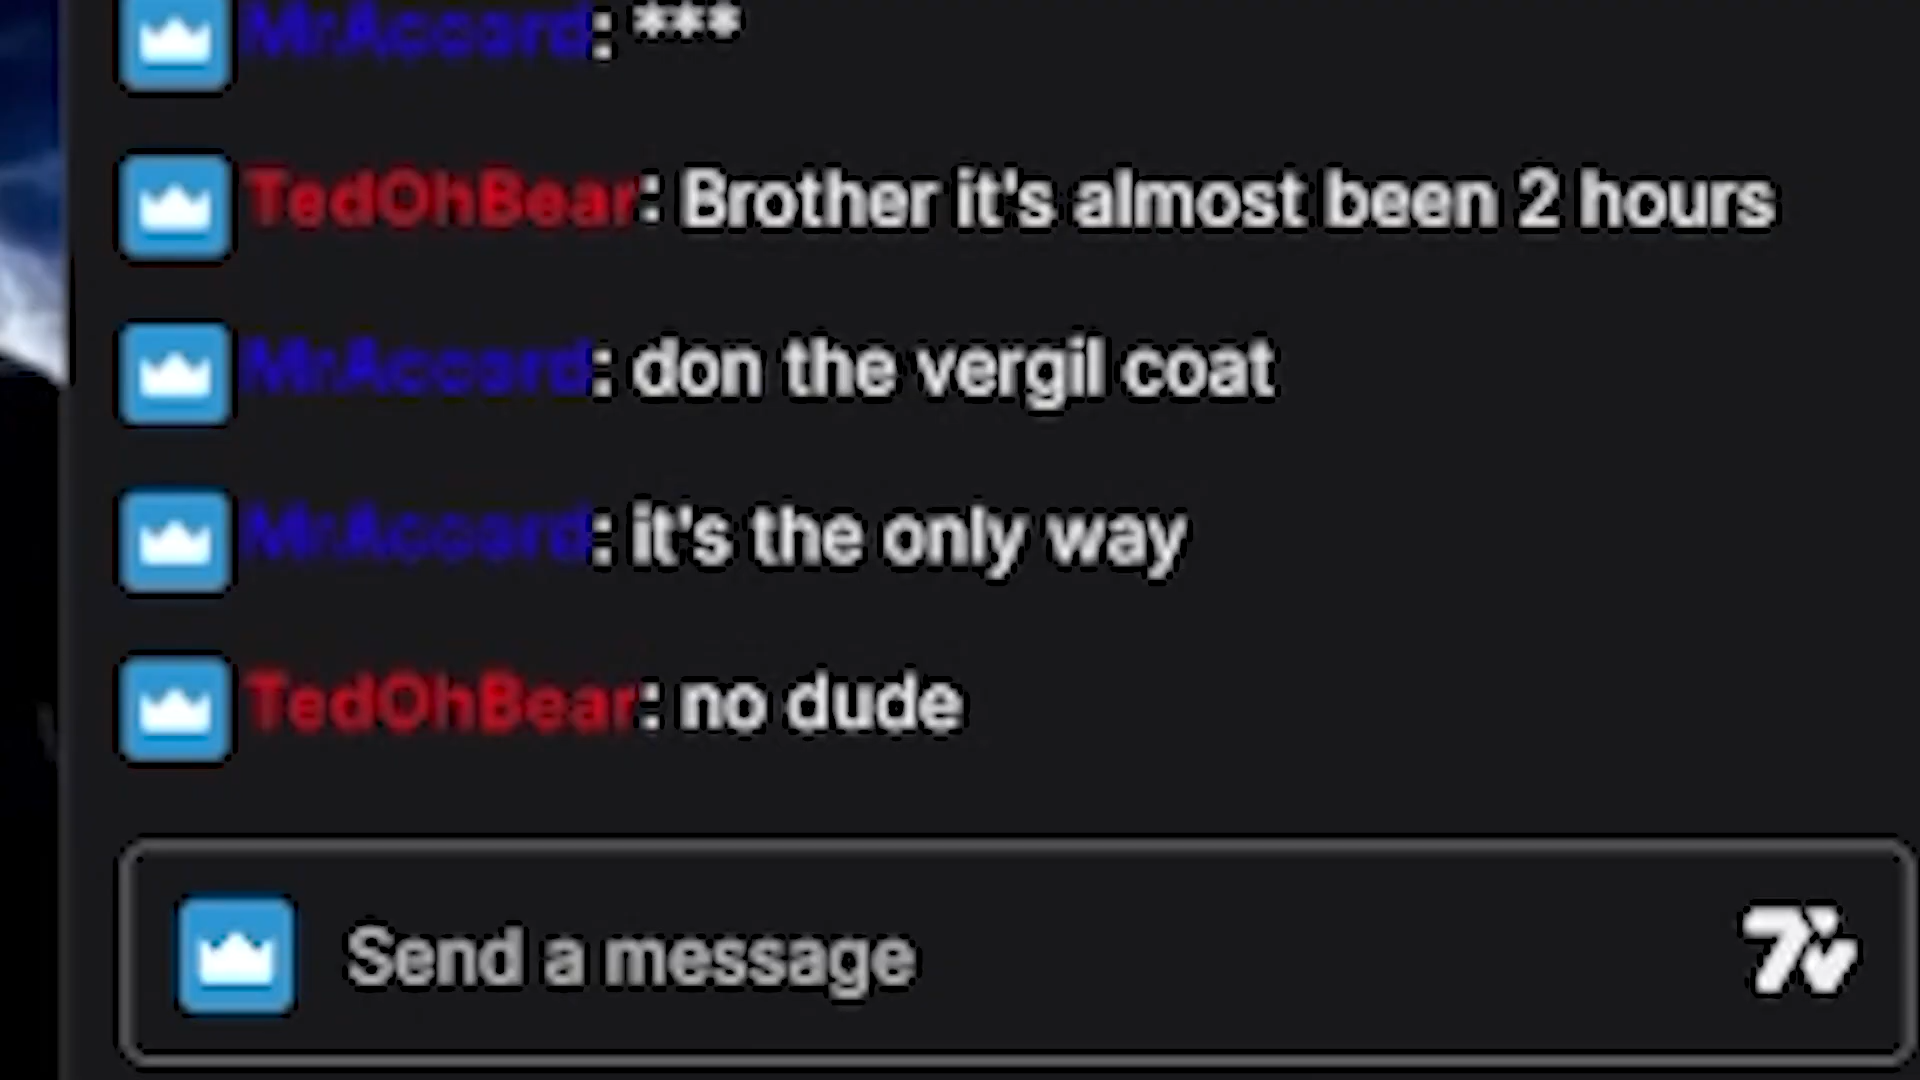 MrAccord: ***
TedOhBear: Brother it's almost been 2 hours
MrAccord: don the vergil coat
MrAccord: it's the only way
TedOhBear: no dude
Send a message
7v